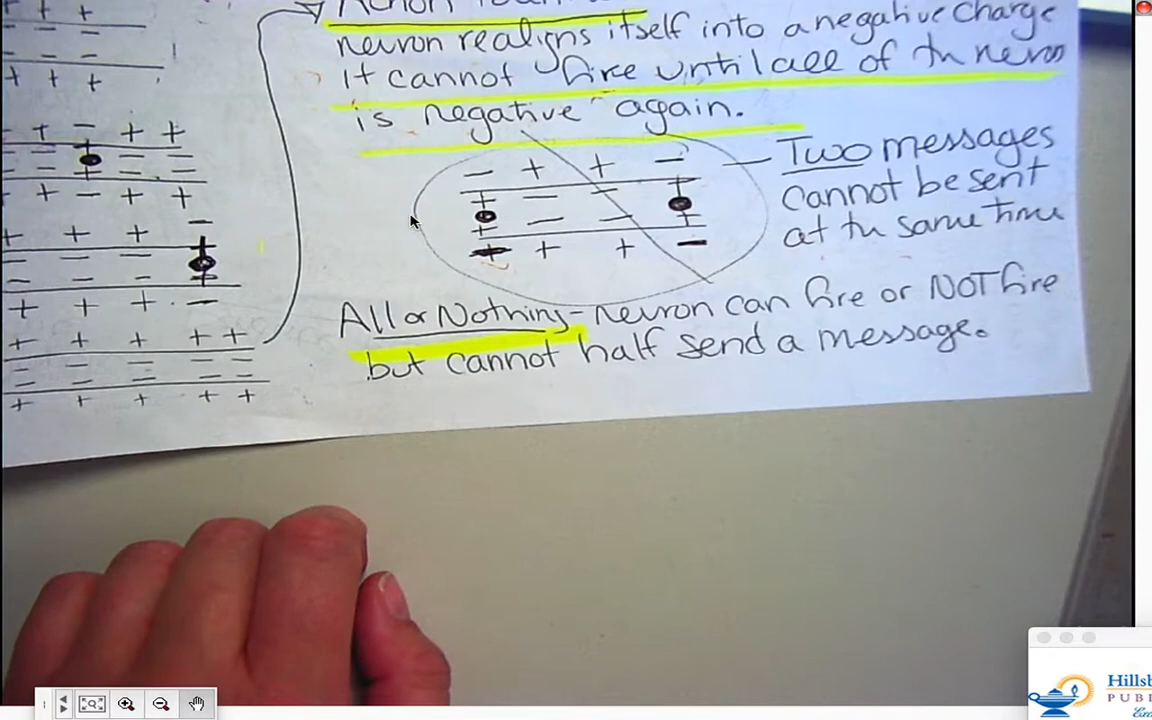 neuron realigns itself into a negative charge
It cannot fire until all of the neuron
is negative again.
— Two messages
cannot be sent
at the same time
All or Nothing - neuron can fire or NOT fire
but cannot half send a message.
Hillsb
PUBL